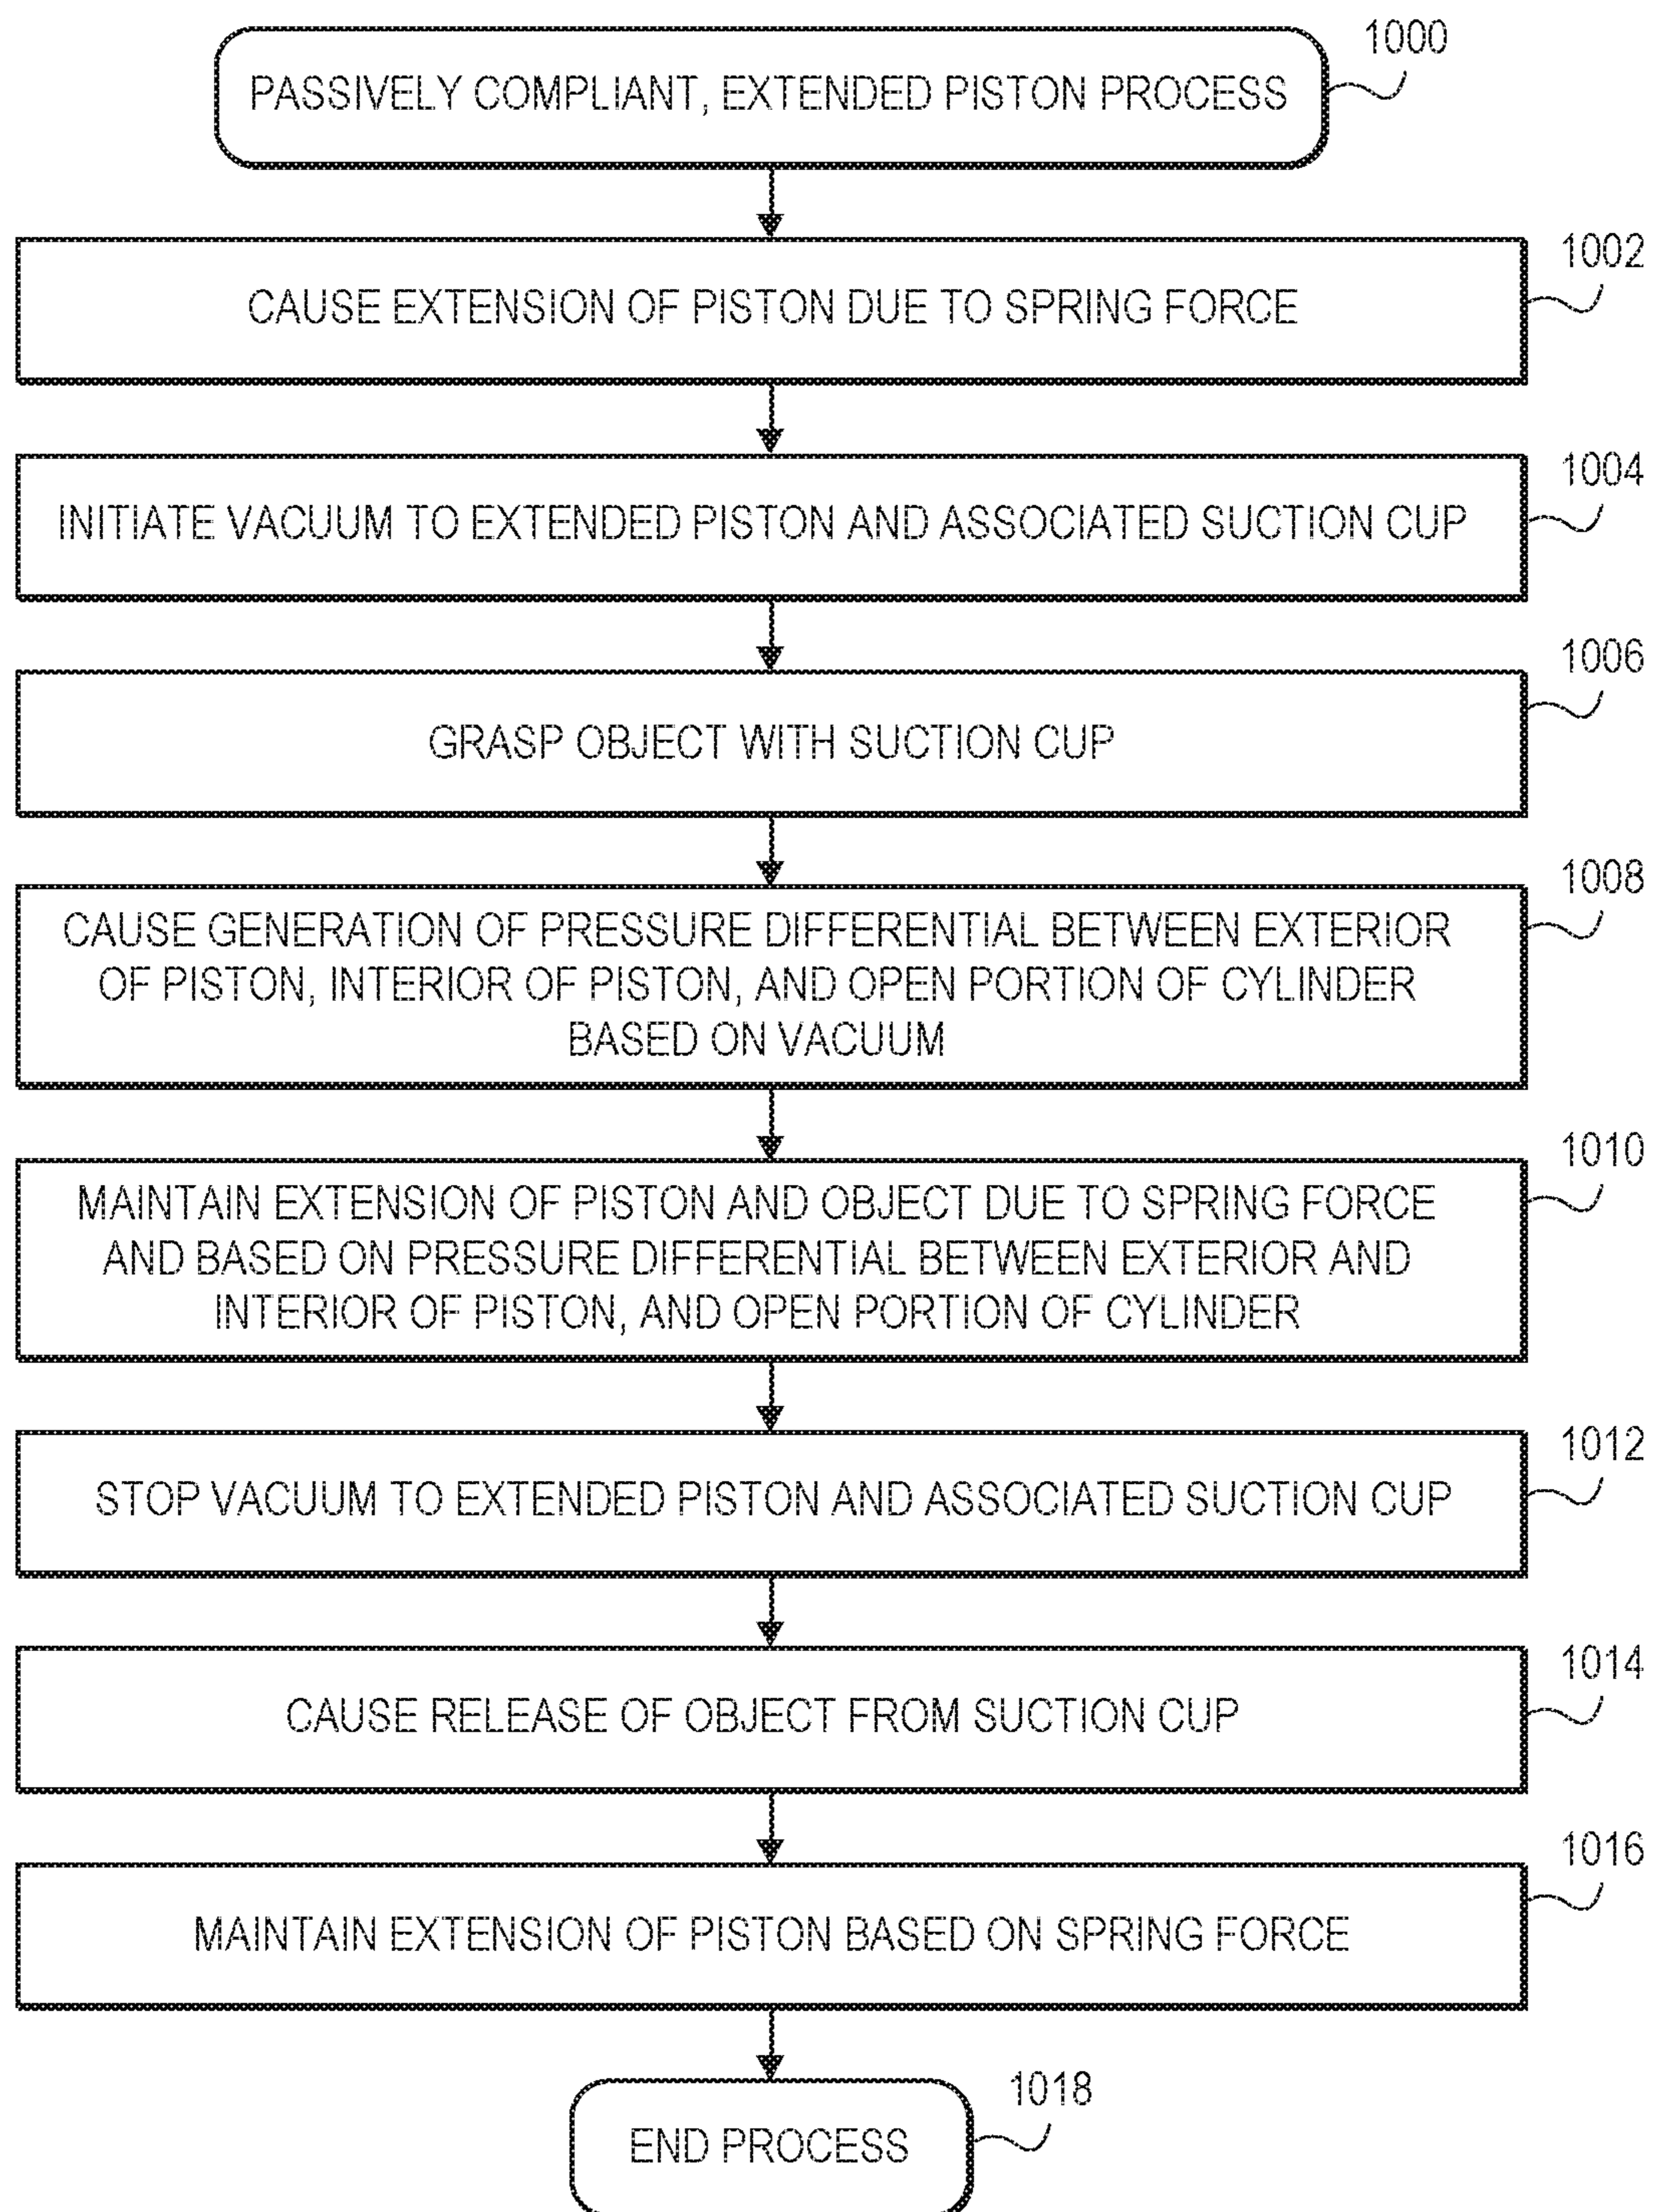 1000
PASSIVELY COMPLIANT, EXTENDED PISTON PROCESS
1002
CAUSE EXTENSION OF PISTON DUE TO SPRING FORCE
1004
INITIATE VACUUM TO EXTENDED PISTON AND ASSOCIATED SUCTION CUP
1006
GRASP OBJECT WITH SUCTION CUP
1008
CAUSE GENERATION OF PRESSURE DIFFERENTIAL BETWEEN EXTERIOR
OF PISTON, INTERIOR OF PISTON, AND OPEN PORTION OF CYLINDER
BASED ON VACUUM
1010
MAINTAIN EXTENSION OF PISTON AND OBJECT DUE TO SPRING FORCE
AND BASED ON PRESSURE DIFFERENTIAL BETWEEN EXTERIOR AND
INTERIOR OF PISTON, AND OPEN PORTION OF CYLINDER
1012
STOP VACUUM TO EXTENDED PISTON AND ASSOCIATED SUCTION CUP
1014
CAUSE RELEASE OF OBJECT FROM SUCTION CUP
1016
MAINTAIN EXTENSION OF PISTON BASED ON SPRING FORCE
1018
END PROCESS